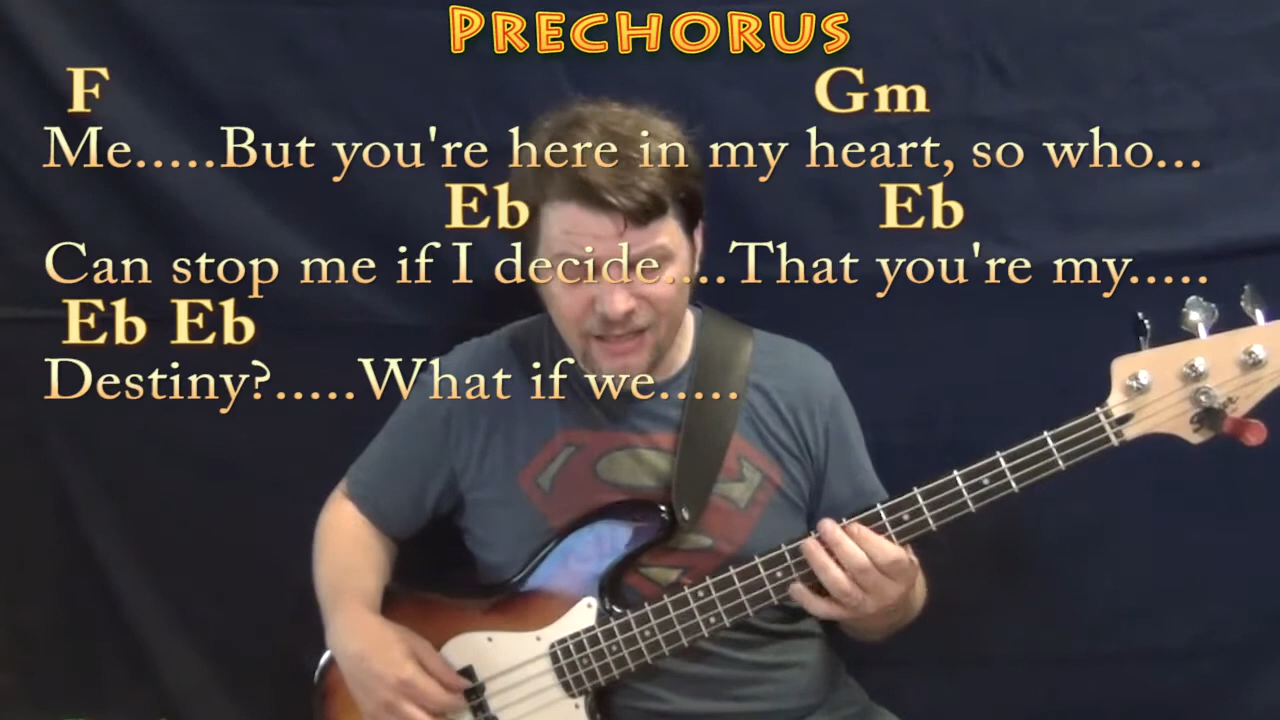 PRECHORUS
F Gm
Me.....But you're here in my heart, so who...
Eb Eb
Can stop me if I decide....That you're my.....
Eb Eb
Destiny?.....What if we.....